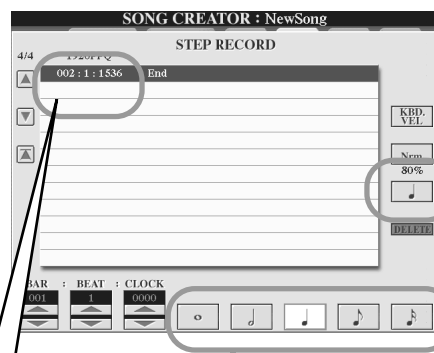 SONG CREATOR : NewSong
STEP RECORD
4/4 1920PPQ
002 : 1 : 1536 End
KBD. VEL
Nrm
80%
DELETE
BAR : BEAT : CLOCK
001 1 0000